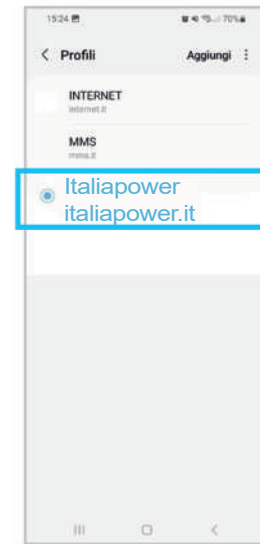 15:24
70%
Profili Aggiungi
INTERNET
internet.it
MMS
mms.it
Italiapower
italiapower.it